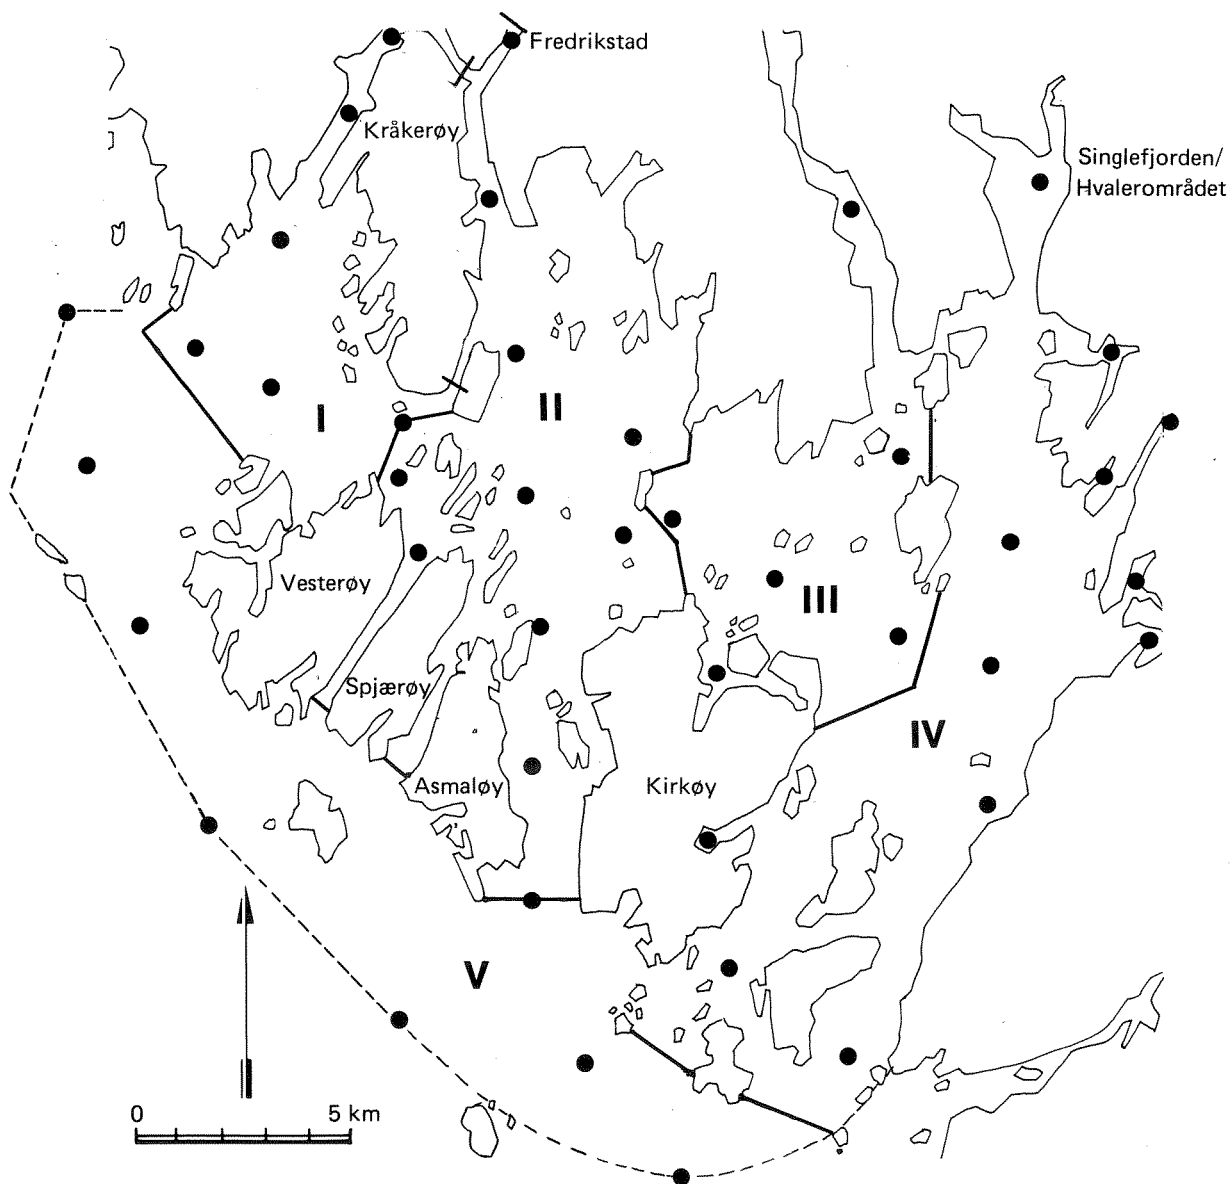 Fredrikstad
Kråkerøy
Singlefjorden/
Hvalerområdet
I
II
Vesterøy
III
Spjærøy
IV
Asmaløy
Kirkøy
V
0 5 km